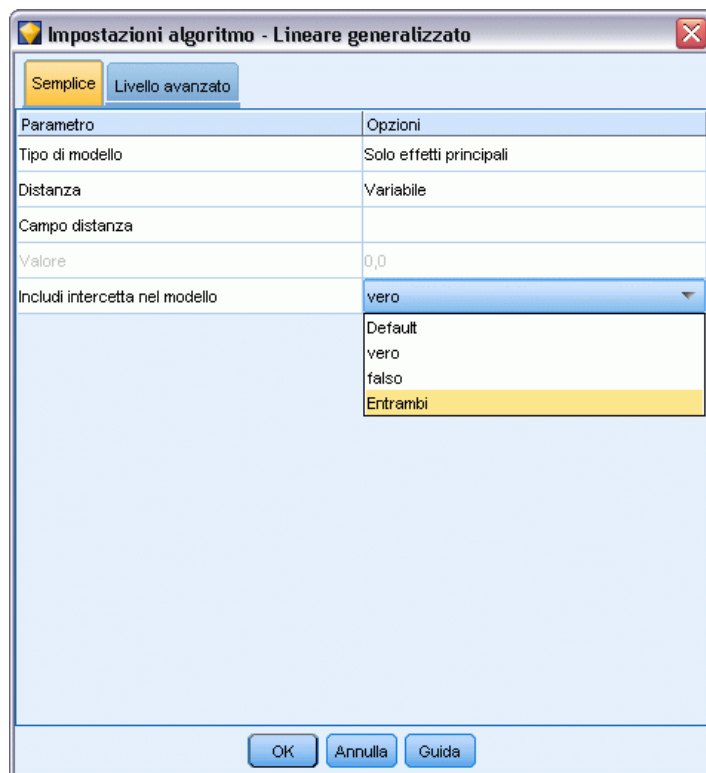 Impostazioni algoritmo - Lineare generalizzato
Semplice Livello avanzato
Parametro Opzioni
Tipo di modello Solo effetti principali
Distanza Variabile
Campo distanza
Valore 0,0
Includi intercetta nel modello vero
Default
vero
falso
Entrambi
OK Annulla Guida